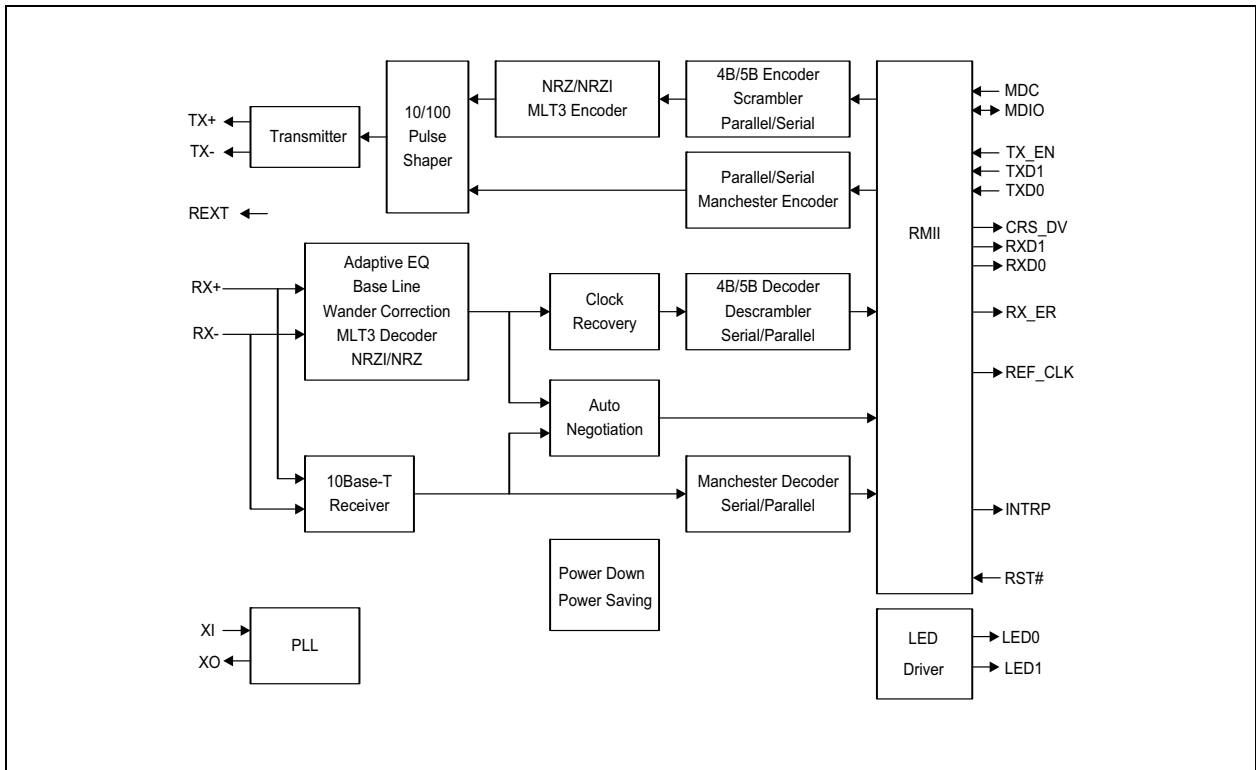 TX+
TX-
REXT
RX+
RX-
XI
XO
Transmitter
10/100
Pulse
Shaper
NRZ/NRZI
MLT3 Encoder
4B/5B Encoder
Scrambler
Parallel/Serial
Parallel/Serial
Manchester Encoder
Adaptive EQ
Base Line
Wander Correction
MLT3 Decoder
NRZI/NRZ
Clock
Recovery
4B/5B Decoder
Descrambler
Serial/Parallel
Auto
Negotiation
10Base-T
Receiver
Manchester Decoder
Serial/Parallel
Power Down
Power Saving
PLL
RMII
LED
Driver
MDC
MDIO
TX_EN
TXD1
TXD0
CRS_DV
RXD1
RXD0
RX_ER
REF_CLK
INTRP
RST#
LED0
LED1